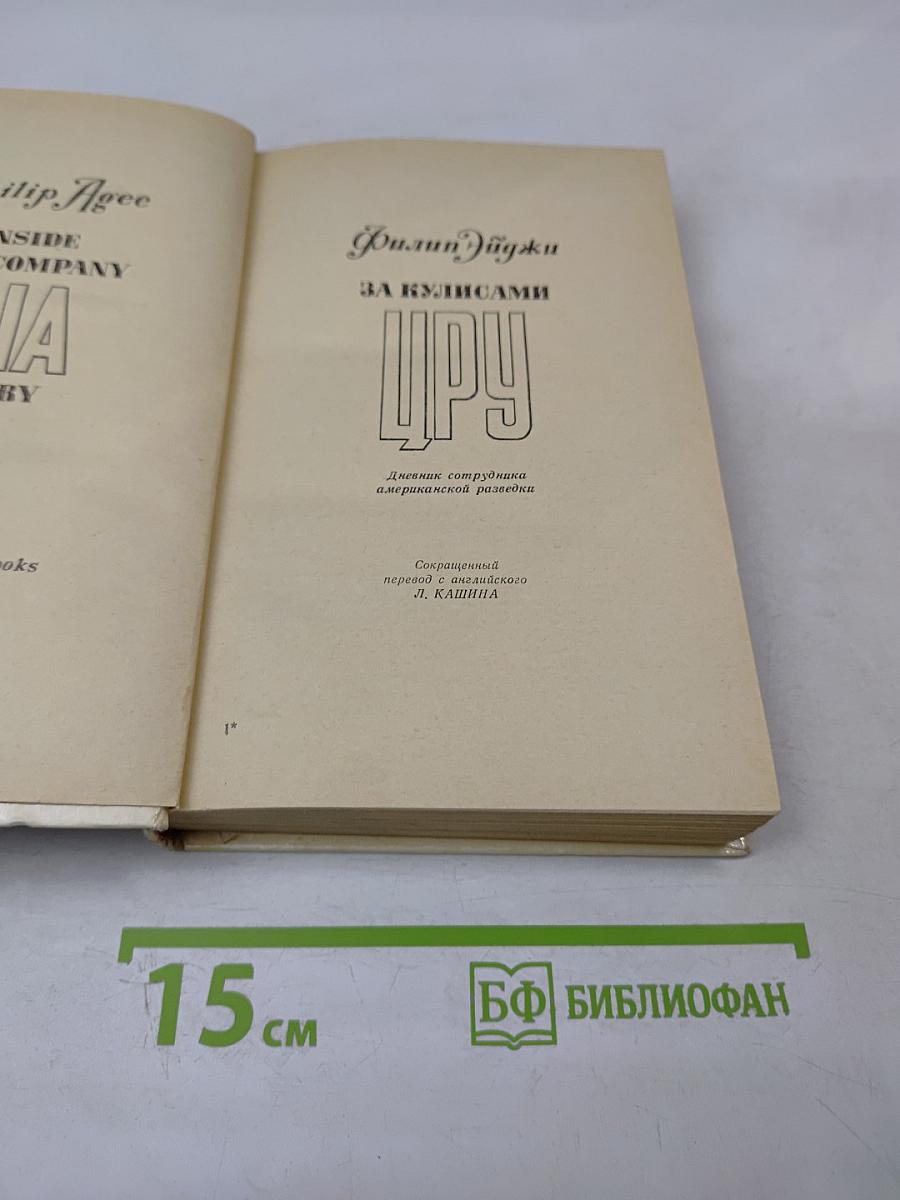 ilip Agee
NSIDE
COMPANY
IA
RY
ooks
Филип Эйджи
ЗА КУЛИСАМИ
ЦРУ
Дневник сотрудника
американской разведки
Сокращенный
перевод с английского
Л. КАШИНА
1*
15 см
БФ БИБЛИОФАН